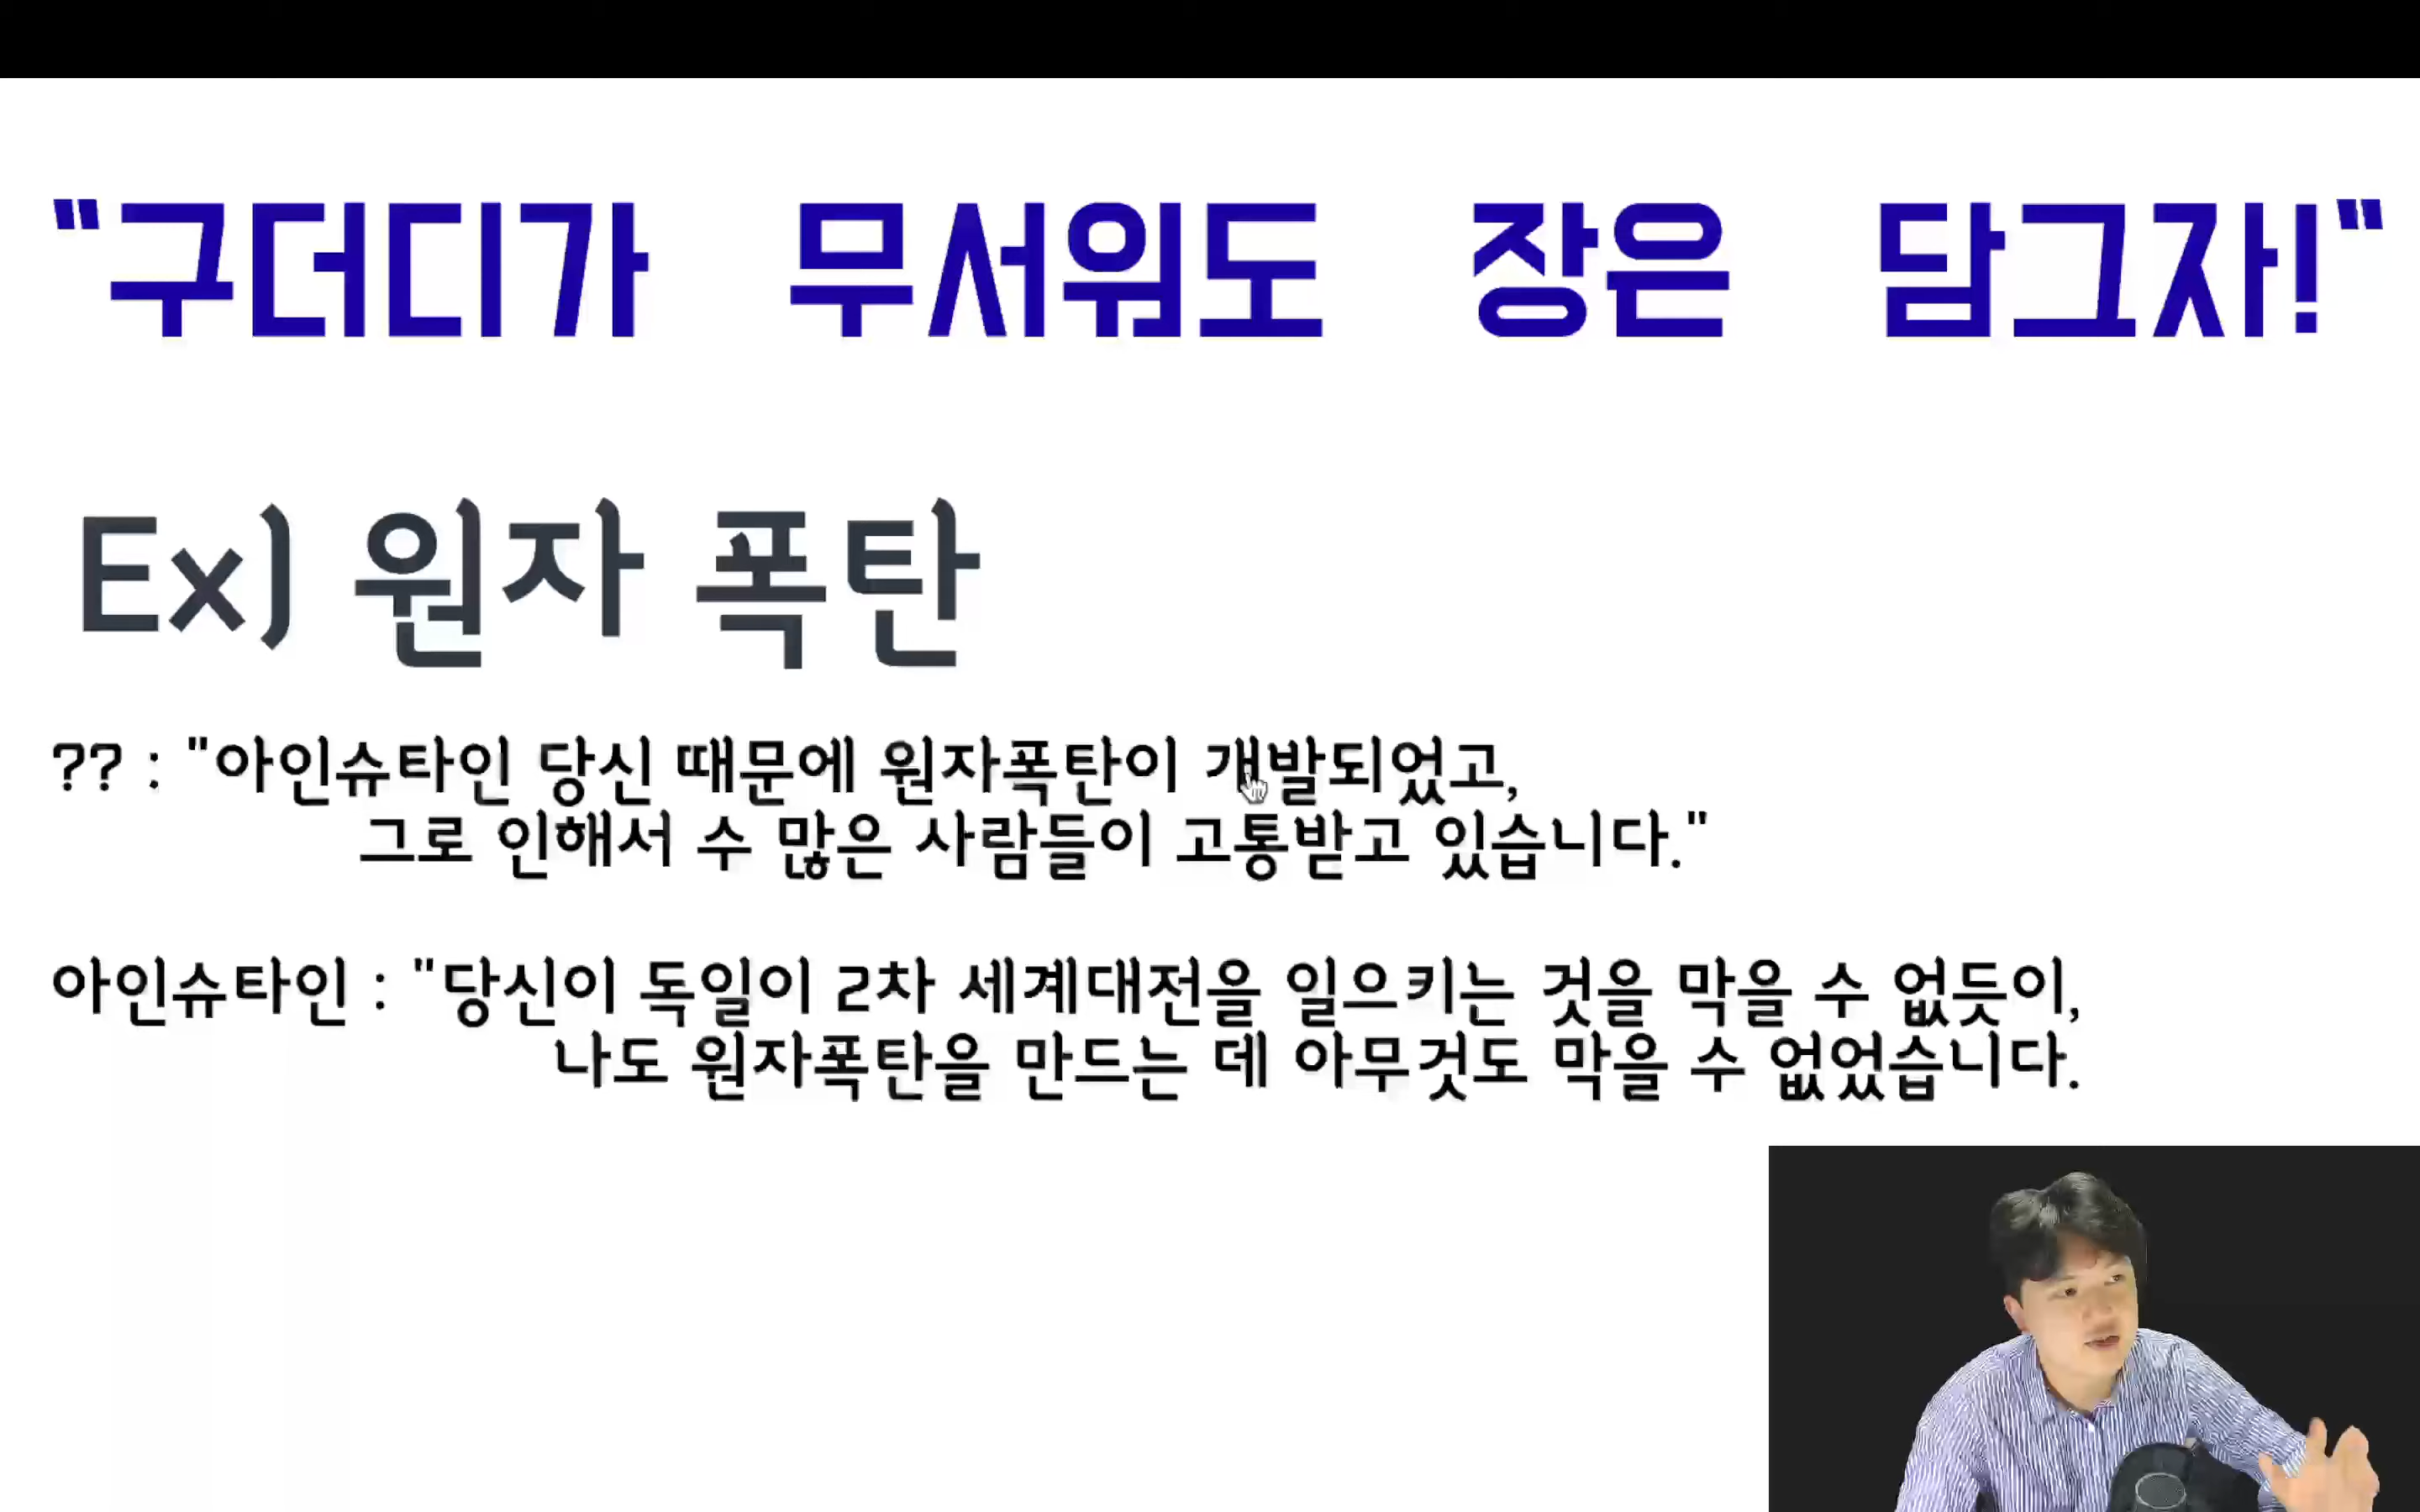 "구더디가 무서워도 장은 담그자!"
Ex) 원자 폭탄
?? : "아인슈타인 당신 때문에 원자폭탄이 개발되었고,
그로 인해서 수 많은 사람들이 고통받고 있습니다."
아인슈타인 : "당신이 독일이 2차 세계대전을 일으키는 것을 막을 수 없듯이,
나도 원자폭탄을 만드는 데 아무것도 막을 수 없었습니다.